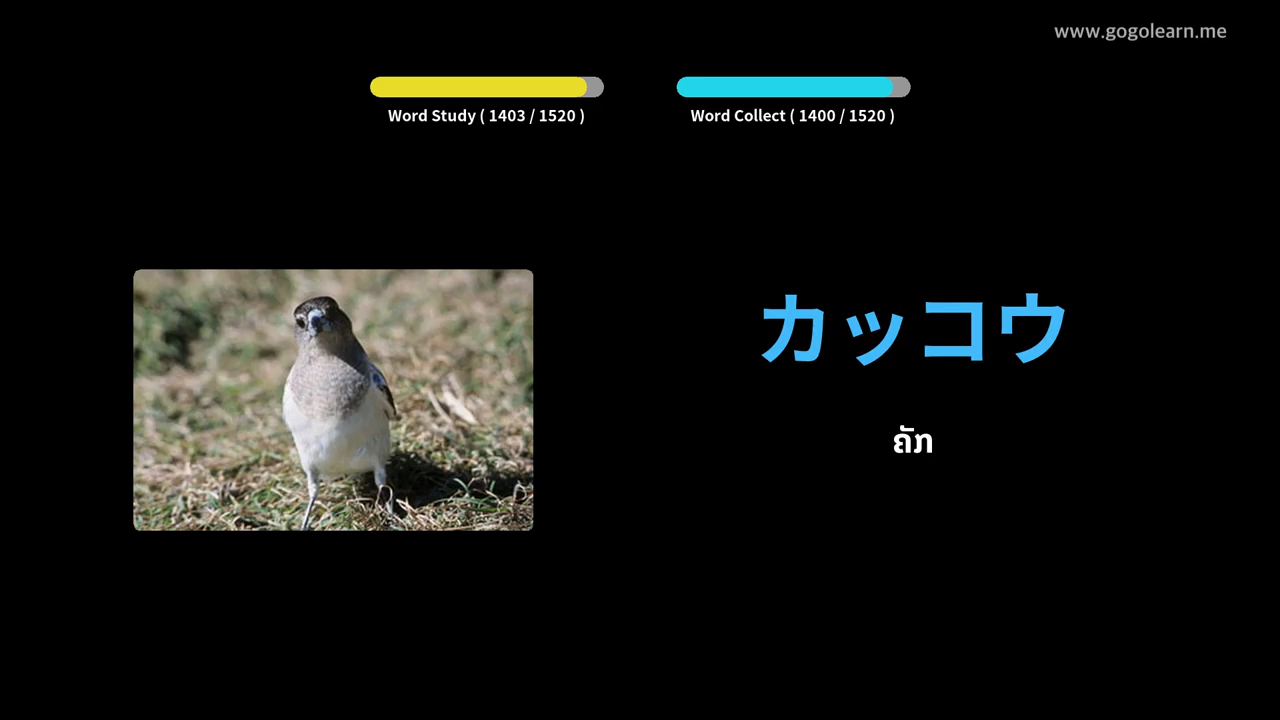 www.gogolearn.me
Word Study ( 1403 / 1520 )
Word Collect ( 1400 / 1520 )
カッコウ
ຄັກ